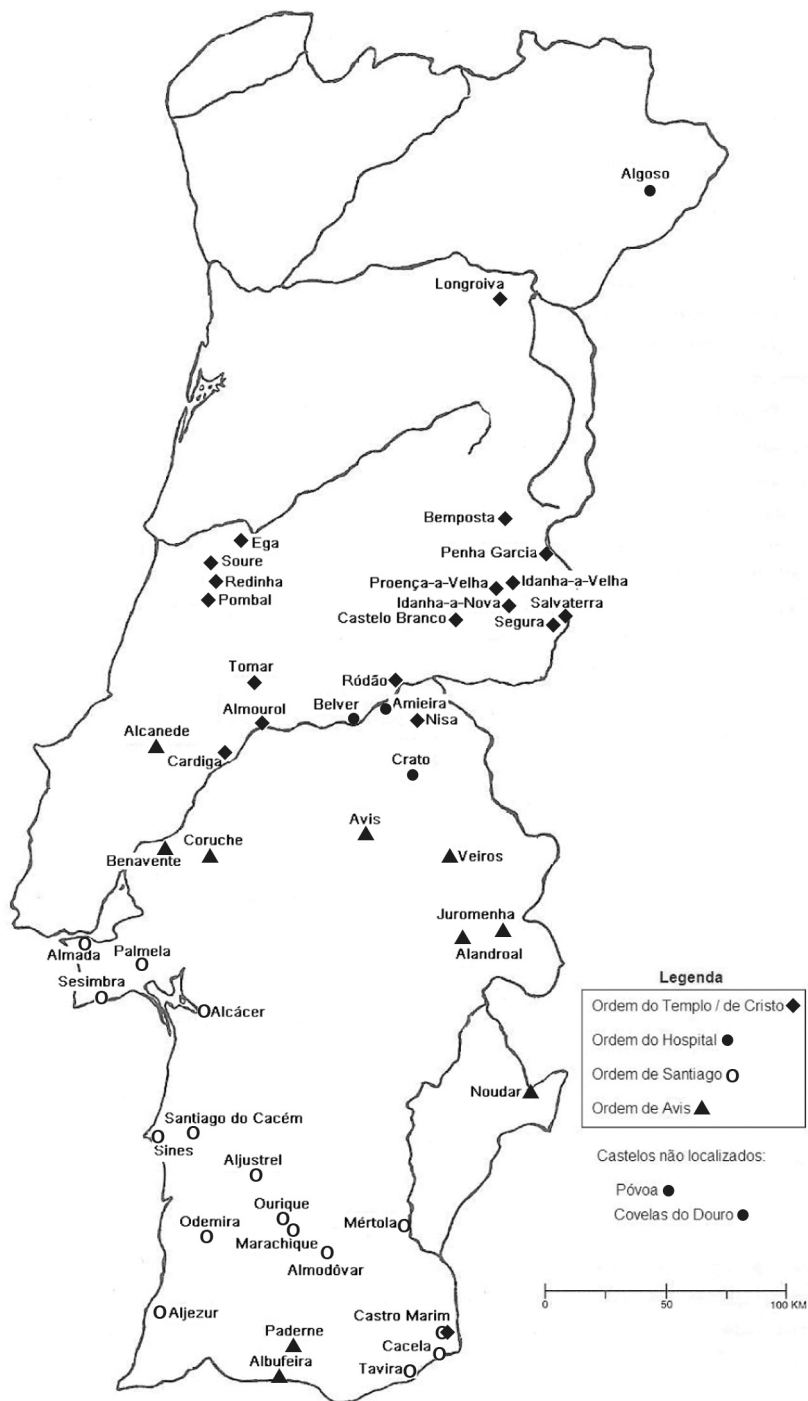 Algoso
Longroiva
Bemposta
Ega
Penha Garcia
Soure
Redinha
Proença-a-Velha
Idanha-a-Velha
Pombal
Idanha-a-Nova
Salvaterra
Castelo Branco
Segura
Tomar
Ródão
Almourol
Belver
Amieira
Nisa
Alcanede
Cardiga
Crato
Avis
Coruche
Benavente
Veiros
Juromenha
Almada
Palmela
Alandroal
Sesimbra
Alcácer
Legenda
Ordem do Templo / de Cristo
Ordem do Hospital
Ordem de Santiago
Ordem de Avis
Noudar
Castelos não localizados:
Póvoa
Covelas do Douro
Santiago do Cacém
Sines
Aljustrel
Ourique
Odemira
Marachique
Mértola
Almodôvar
0 50 100 KM
Aljezur
Castro Marim
Paderne
Cacela
Albufeira
Tavira